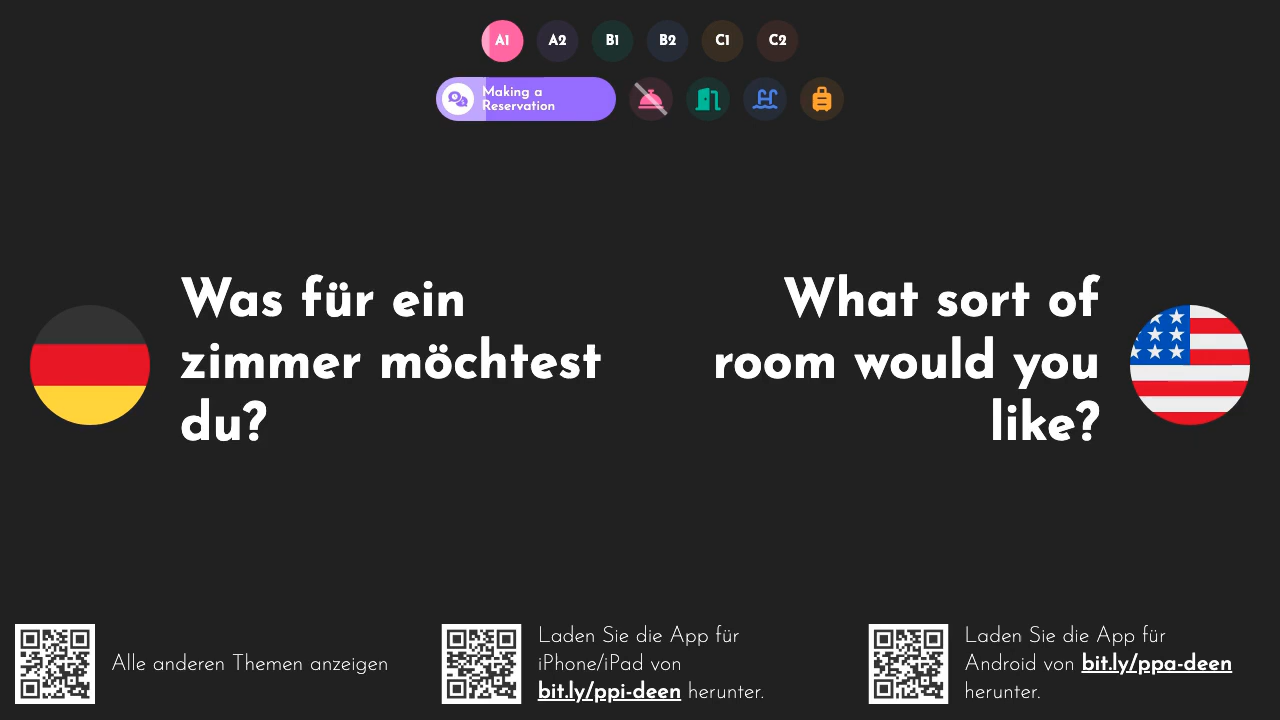 A1 A2 B1 B2 C1 C2
Making a
Reservation
Was für ein
zimmer möchtest
du?
What sort of
room would you
like?
Alle anderen Themen anzeigen
Laden Sie die App für
iPhone/iPad von
bit.ly/ppi-deen herunter.
Laden Sie die App für
Android von bit.ly/ppa-deen
herunter.